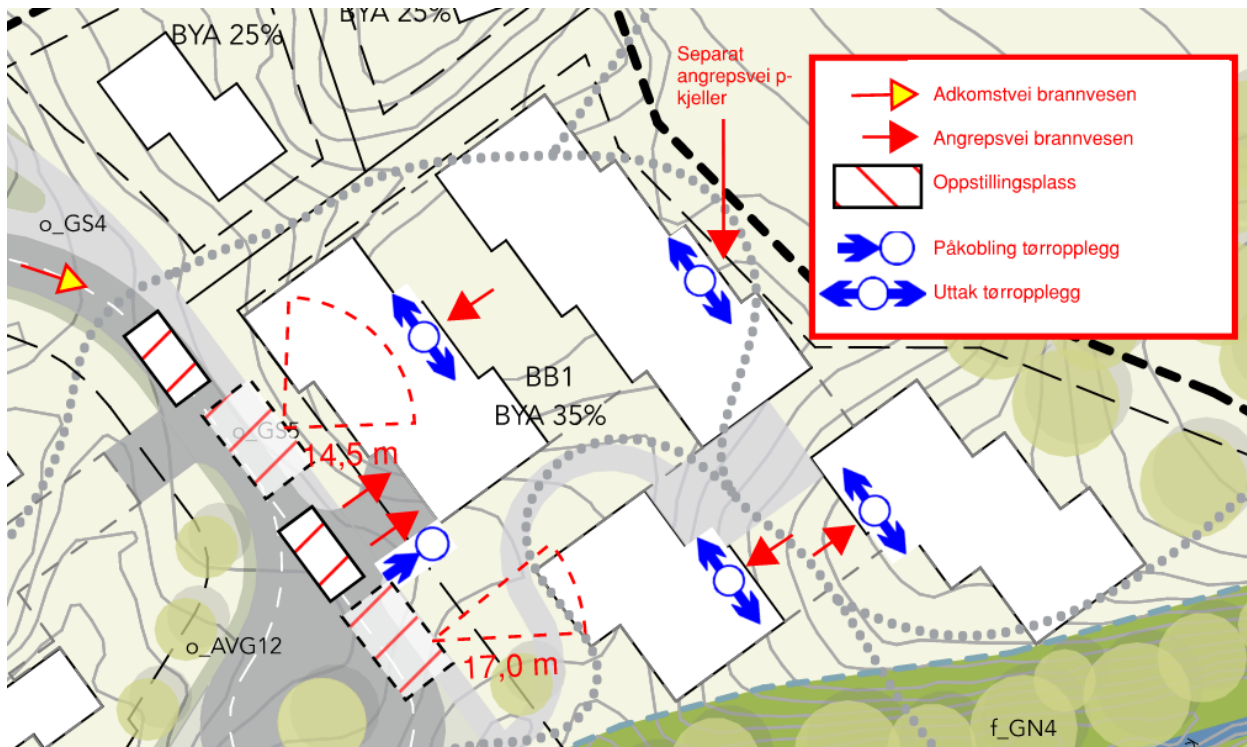 BYA 25%
BYA 25%
Separat
angrepsvei p-
kjeller
Adkomstvei brannvesen
Angrepsvei brannvesen
Oppstillingsplass
Påkobling tørropplegg
Uttak tørropplegg
o_GS4
BB1
BYA 35%
o_GS5
14,5 m
17,0 m
o_AVG12
f_GN4